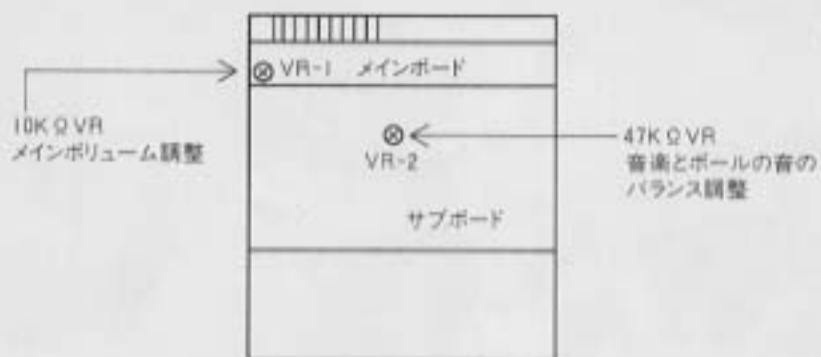 VR-1 メインボード
10KΩVR
メインボリューム調整
VR-2
47KΩVR
音楽とボールの音の
バランス調整
サブボード